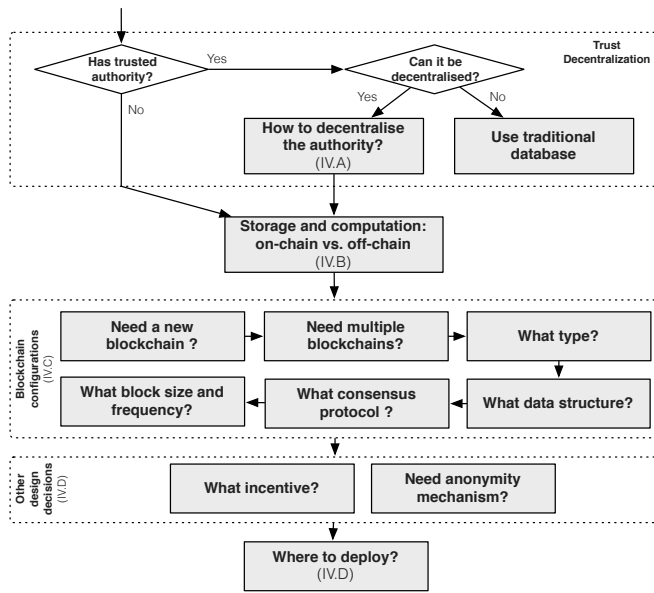 Trust
Decentralization
Has trusted
authority?
Yes
Can it be
decentralised?
No
Yes
No
How to decentralise
the authority?
(IV.A)
Use traditional
database
Storage and computation:
on-chain vs. off-chain
(IV.B)
Blockchain
configurations
(IV.C)
Need a new
blockchain ?
Need multiple
blockchains?
What type?
What block size and
frequency?
What consensus
protocol ?
What data structure?
Other
design
decisions
(IV.D)
What incentive?
Need anonymity
mechanism?
Where to deploy?
(IV.D)